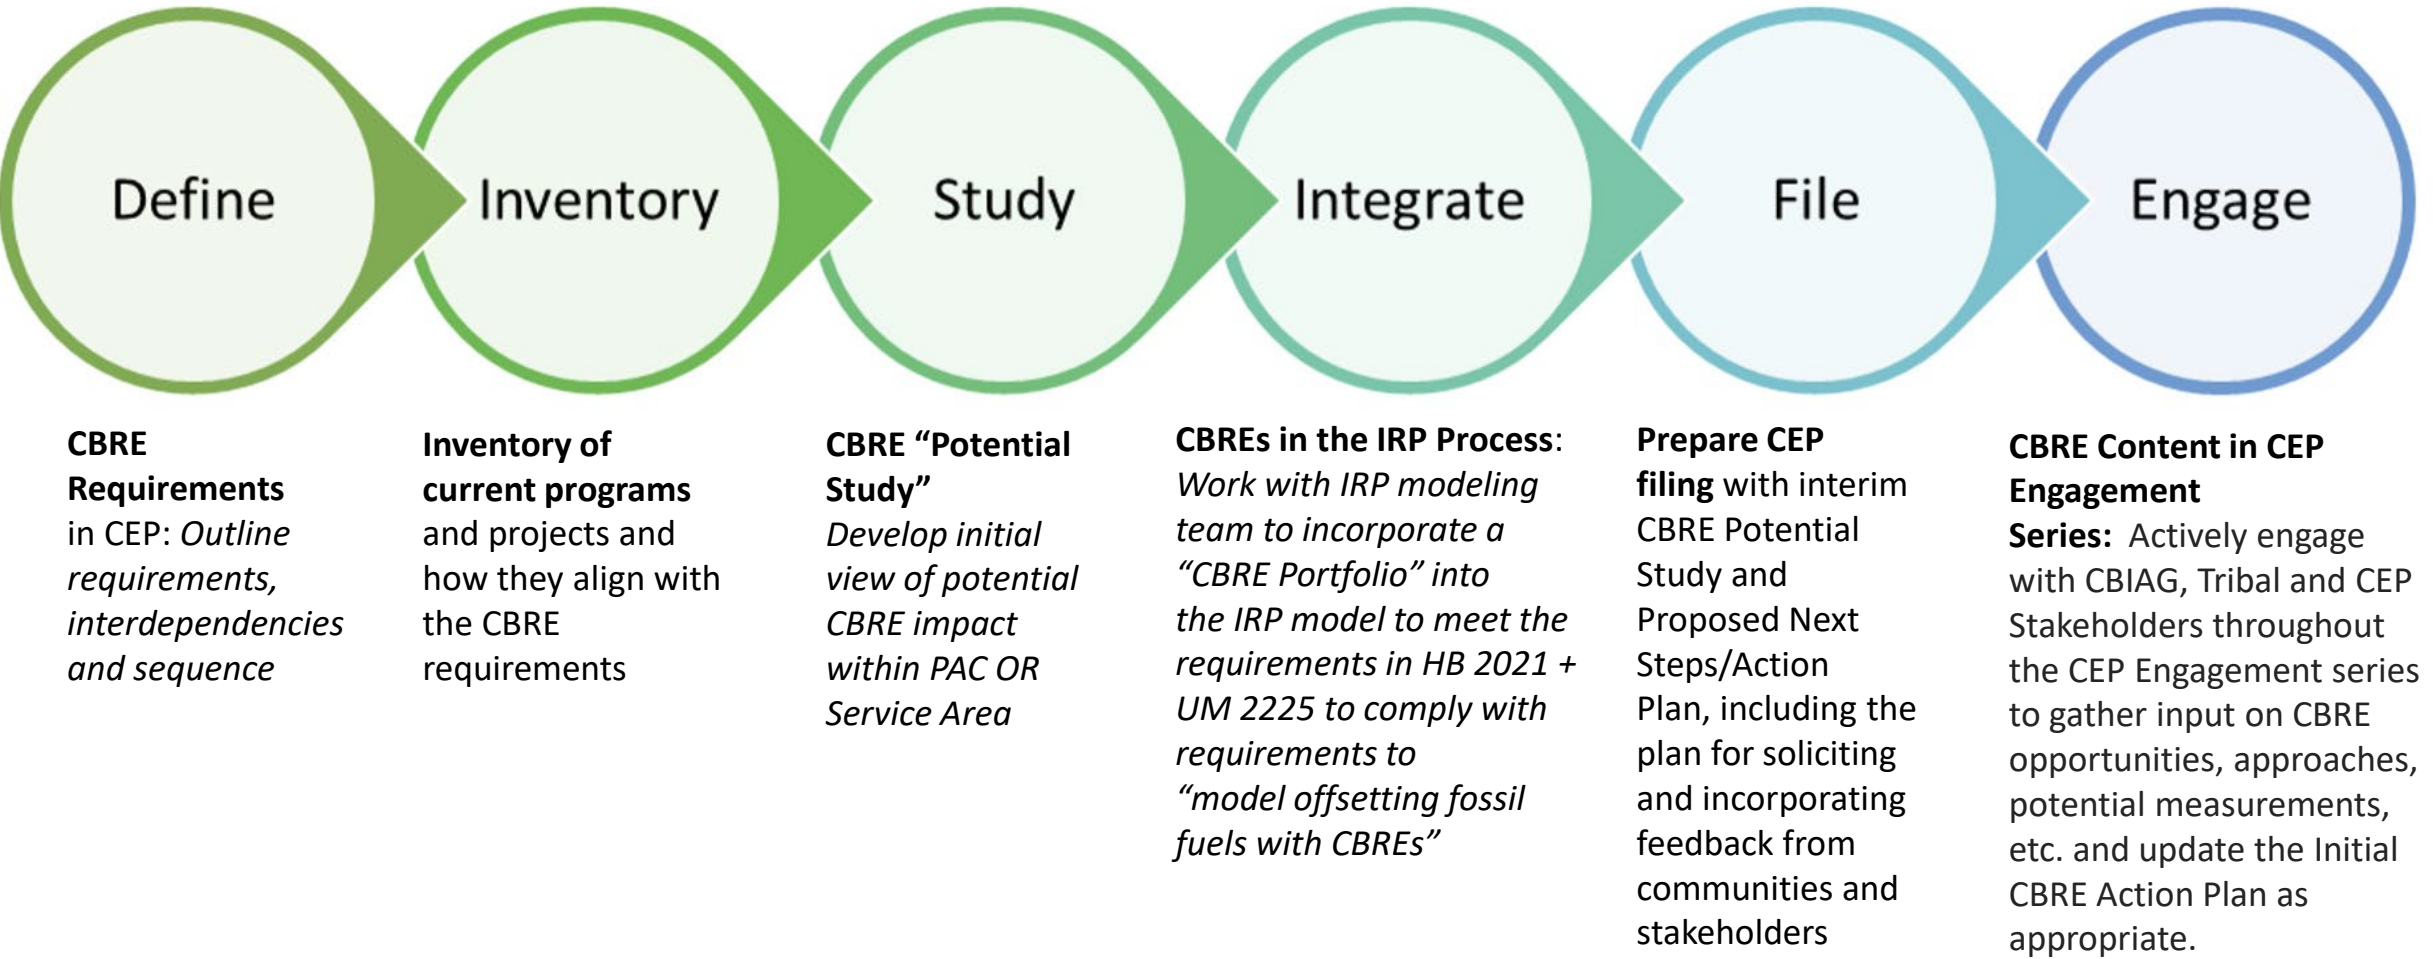 Define
Inventory
Study
Integrate
File
Engage
CBRE
Requirements
in CEP: Outline
requirements,
interdependencies
and sequence
Inventory of
current programs
and projects and
how they align with
the CBRE
requirements
CBRE “Potential
Study”
Develop initial
view of potential
CBRE impact
within PAC OR
Service Area
CBREs in the IRP Process:
Work with IRP modeling
team to incorporate a
“CBRE Portfolio” into
the IRP model to meet the
requirements in HB 2021 +
UM 2225 to comply with
requirements to
“model offsetting fossil
fuels with CBREs”
Prepare CEP
filing with interim
CBRE Potential
Study and
Proposed Next
Steps/Action
Plan, including the
plan for soliciting
and incorporating
feedback from
communities and
stakeholders
CBRE Content in CEP
Engagement
Series: Actively engage
with CBIAG, Tribal and CEP
Stakeholders throughout
the CEP Engagement series
to gather input on CBRE
opportunities, approaches,
potential measurements,
etc. and update the Initial
CBRE Action Plan as
appropriate.